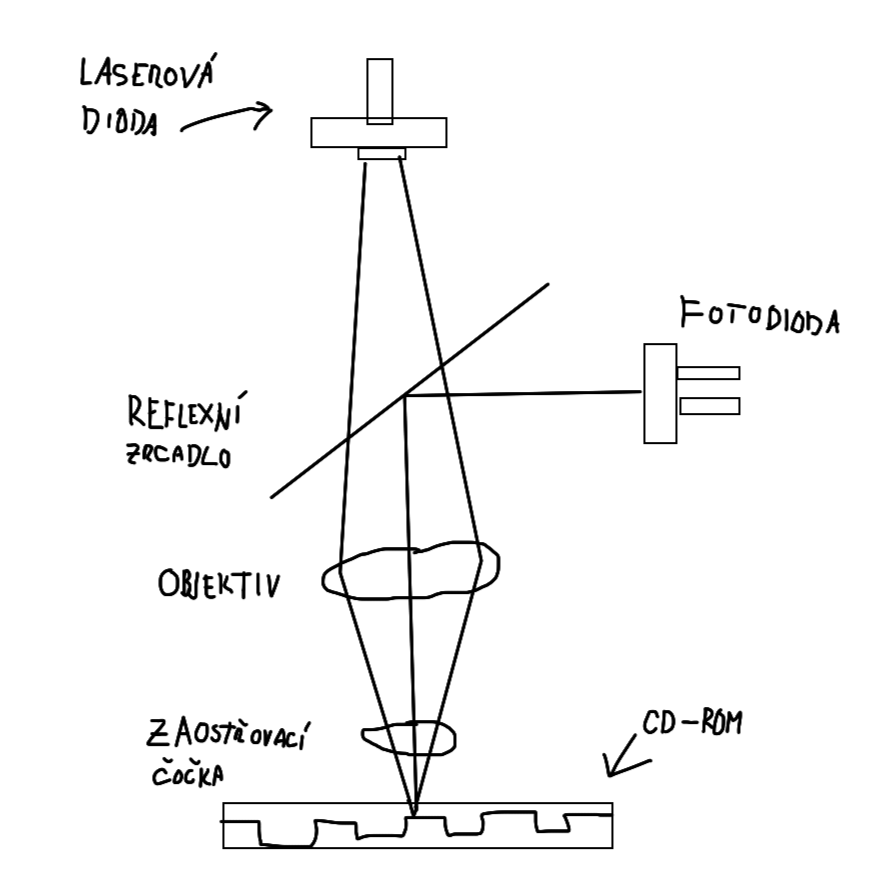 LASEROVÁ
DIODA
FOTODIODA
REFLEXNÍ
ZRCADLO
OBJEKTIV
ZAOSTŘOVACÍ
ČOČKA
CD-ROM